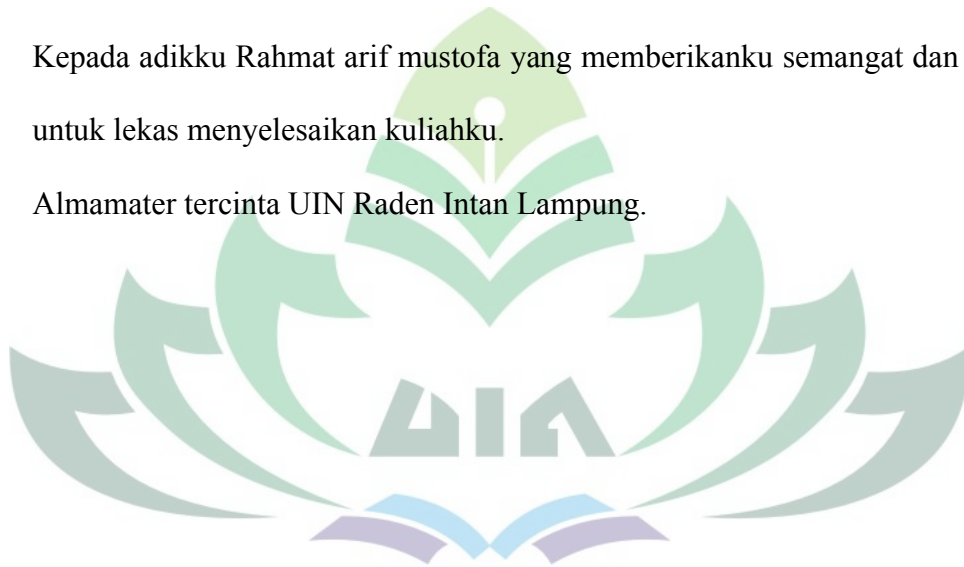 Kepada adikku Rahmat arif mustofa yang memberikanku semangat dan
untuk lekas menyelesaikan kuliahku.
Almamater tercinta UIN Raden Intan Lampung.
UIN